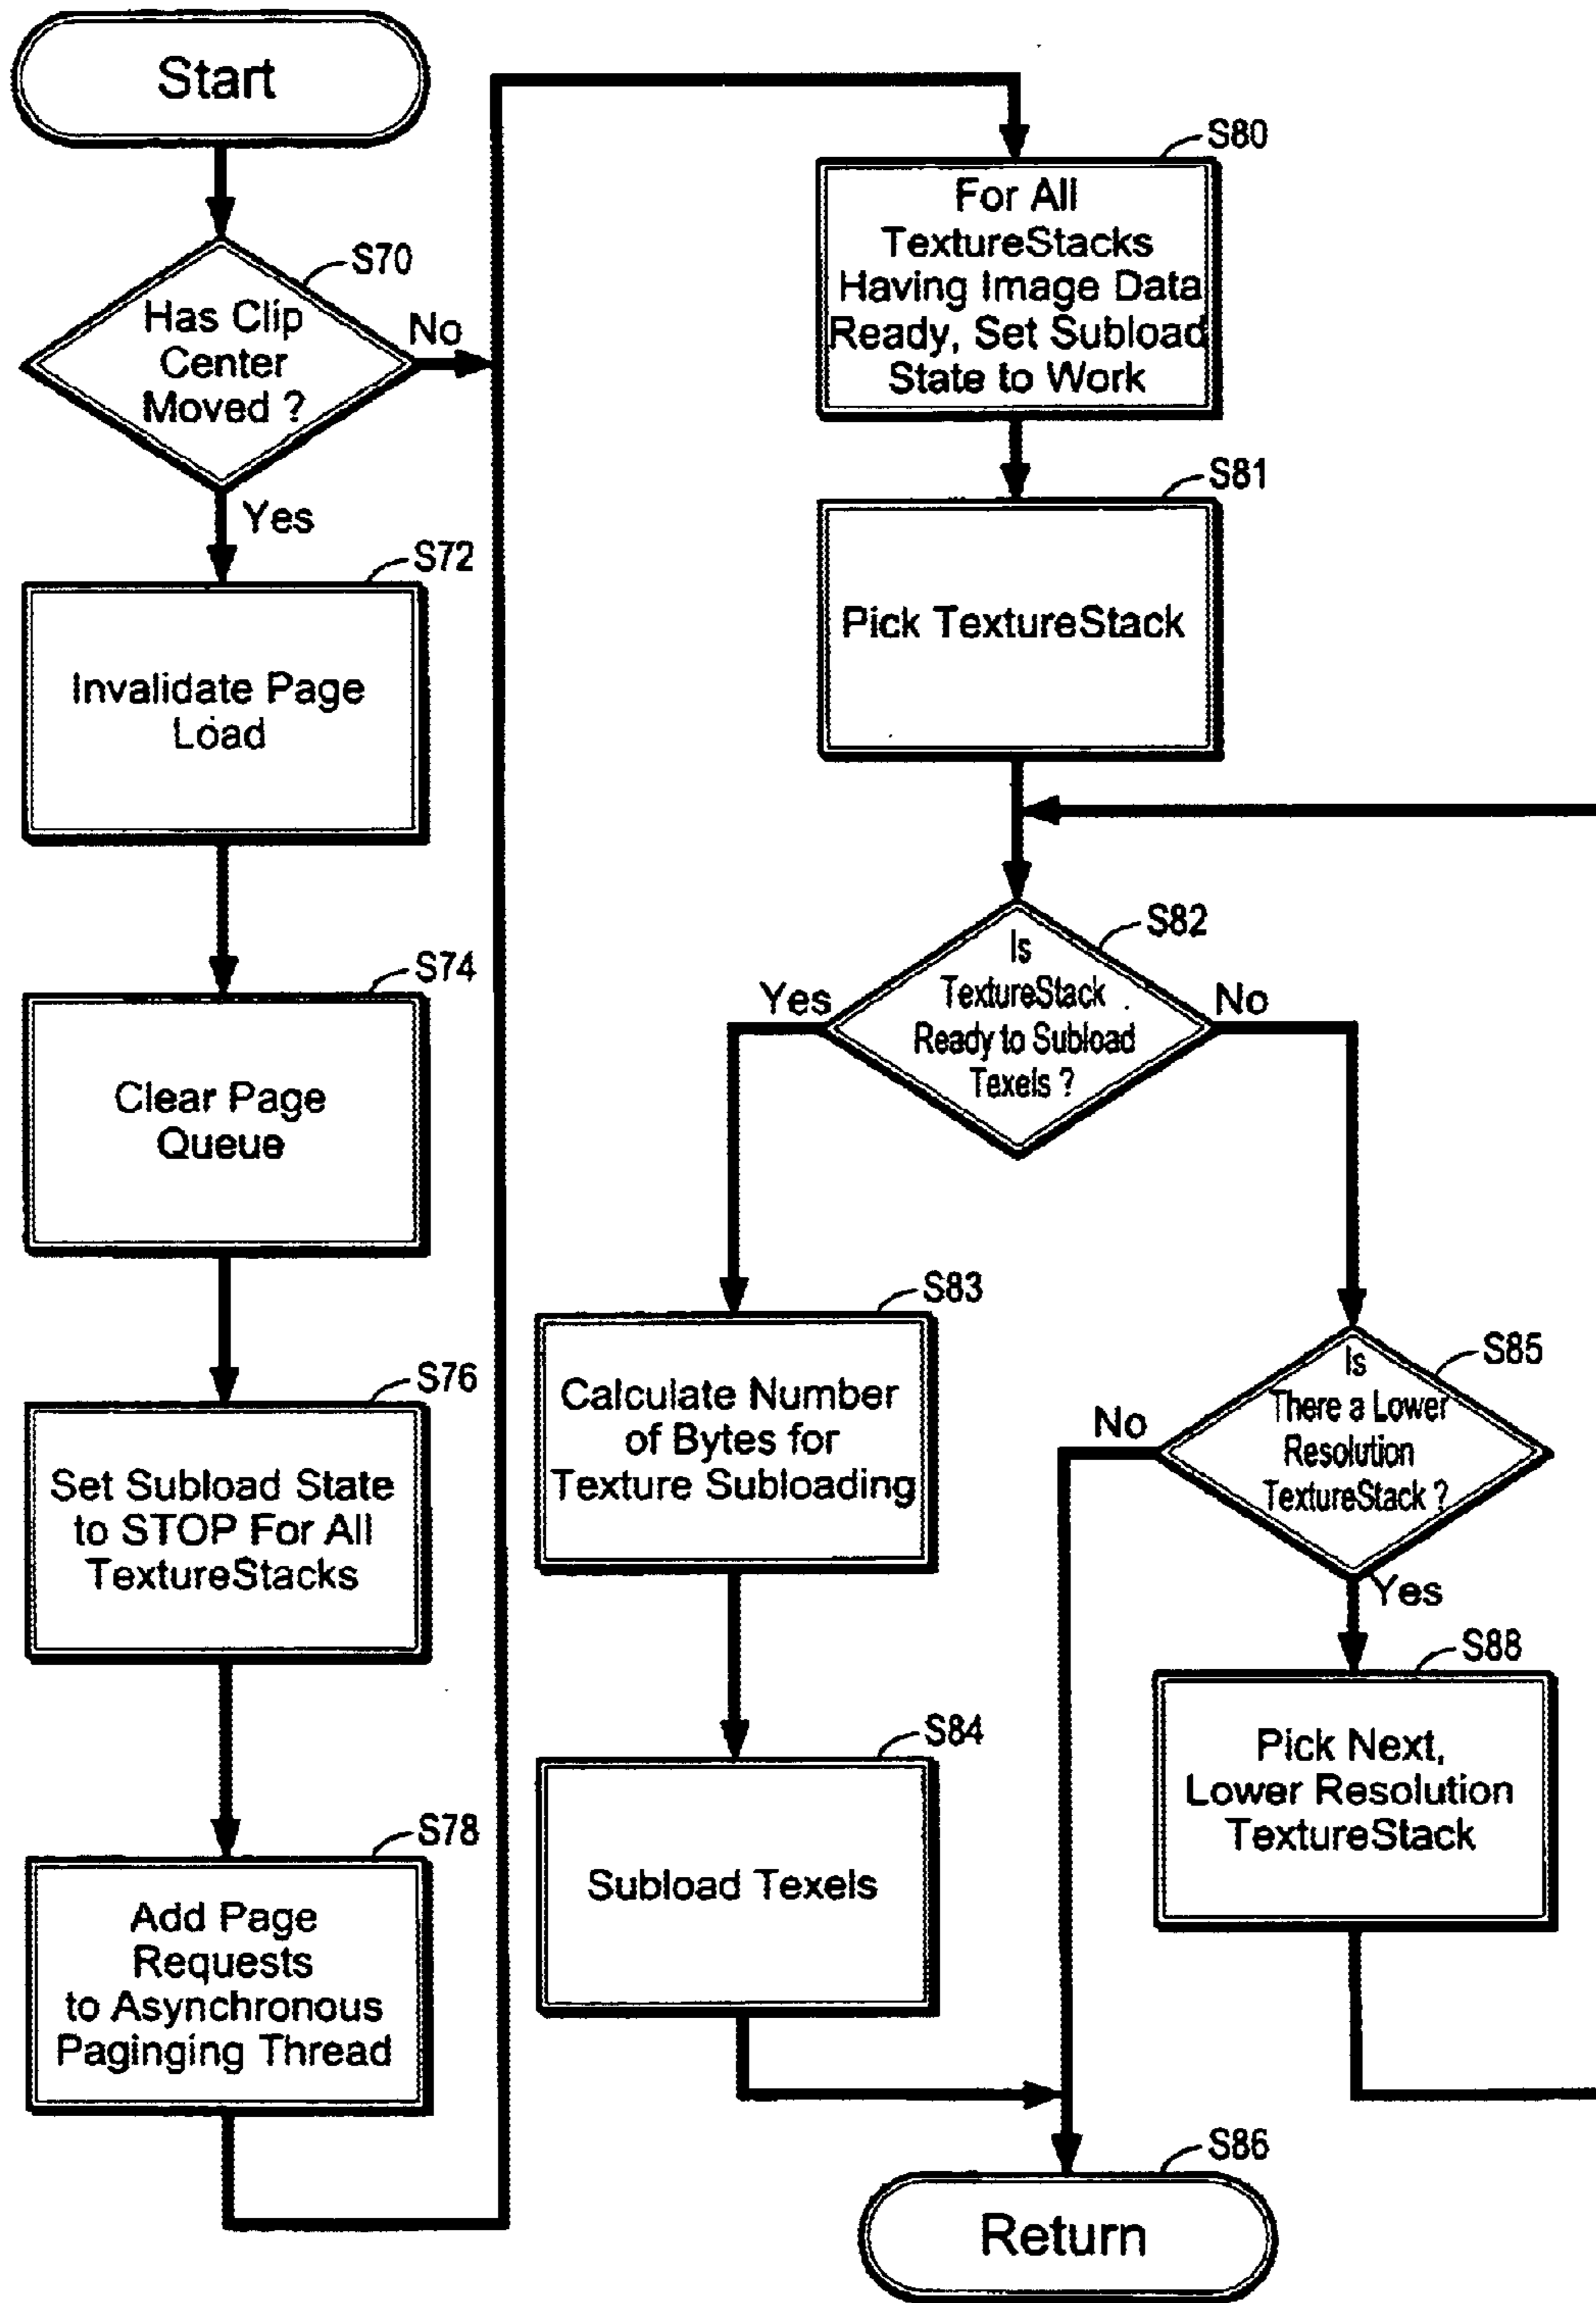 Start
S70
Has Clip
Center
Moved ?
No
Yes
S72
Invalidate Page
Load
S74
Clear Page
Queue
S76
Set Subload State
to STOP For All
TextureStacks
S78
Add Page
Requests
to Asynchronous
Paginging Thread
S80
For All
TextureStacks
Having Image Data
Ready, Set Subload
State to Work
S81
Pick TextureStack
S82
Is
TextureStack
Ready to Subload
Texels ?
Yes
No
S83
Calculate Number
of Bytes for
Texture Subloading
S84
Subload Texels
S85
Is
There a Lower
Resolution
TextureStack ?
No
Yes
S88
Pick Next,
Lower Resolution
TextureStack
S86
Return